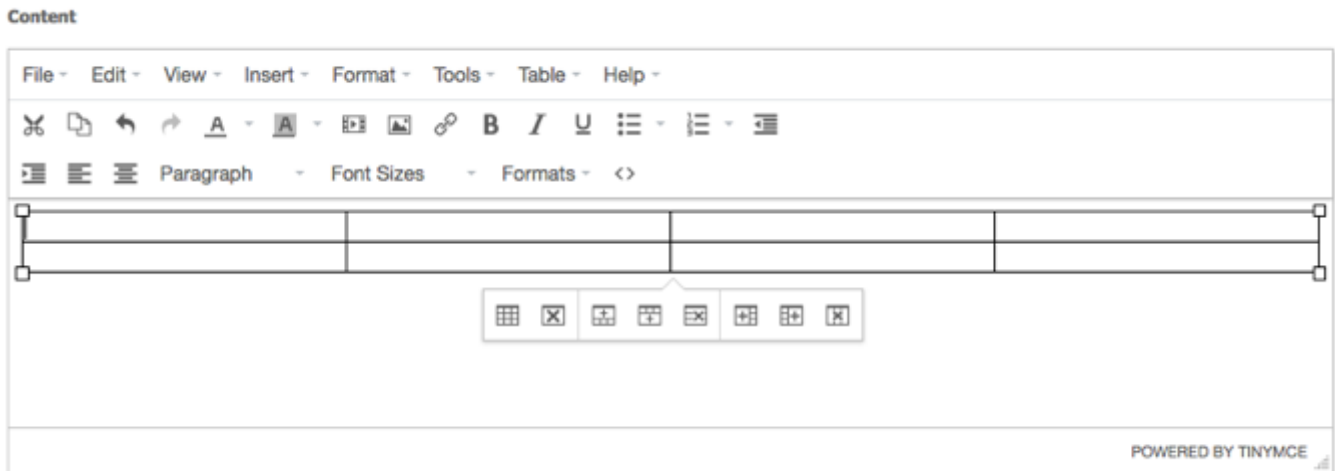 Content
File Edit View Insert Format Tools Table Help
A A B I U
Paragraph Font Sizes Formats <>
POWERED BY TINYMCE